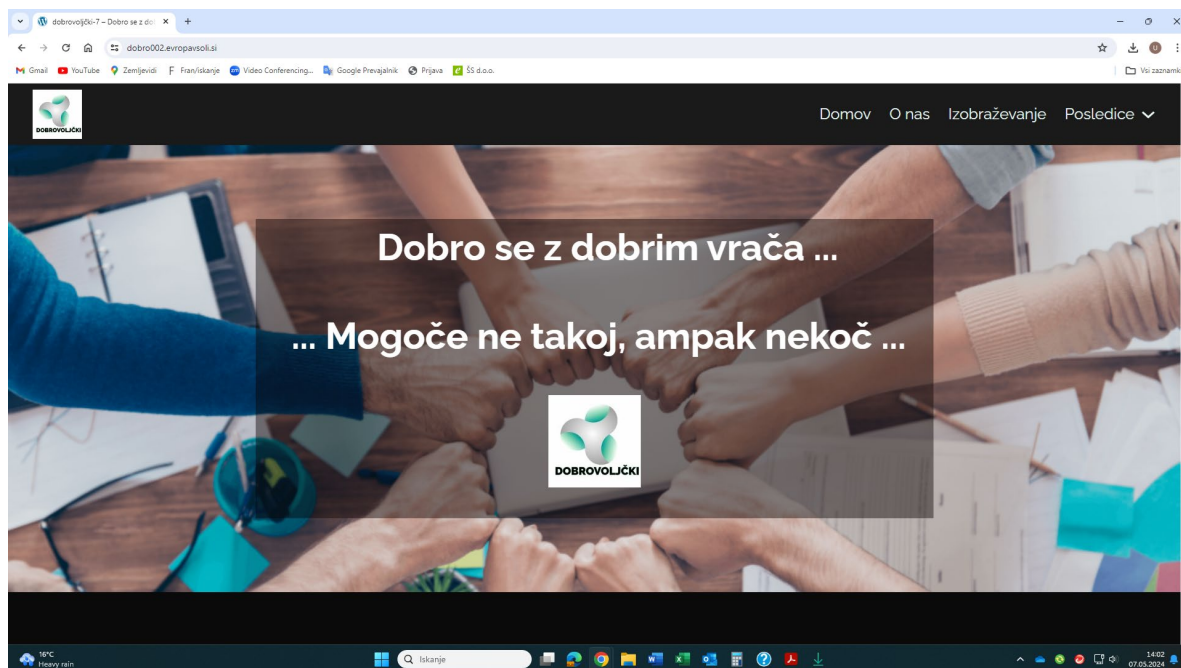 dobrovoljčki-7 – Dobro se z do
dobro002.evropavsoli.si
Gmail YouTube Zemljevidi Fran/iskanje Video Conferencing... Google Prevajalnik Prijava ŠS d.o.o. Vsi zaznamk
DOBROVOLJČKI
Domov O nas Izobraževanje Posledice
Dobro se z dobrim vrača ...
... Mogoče ne takoj, ampak nekoč ...
DOBROVOLJČKI
16°C
Heavy rain
Iskanje
14:02
07.05.2024